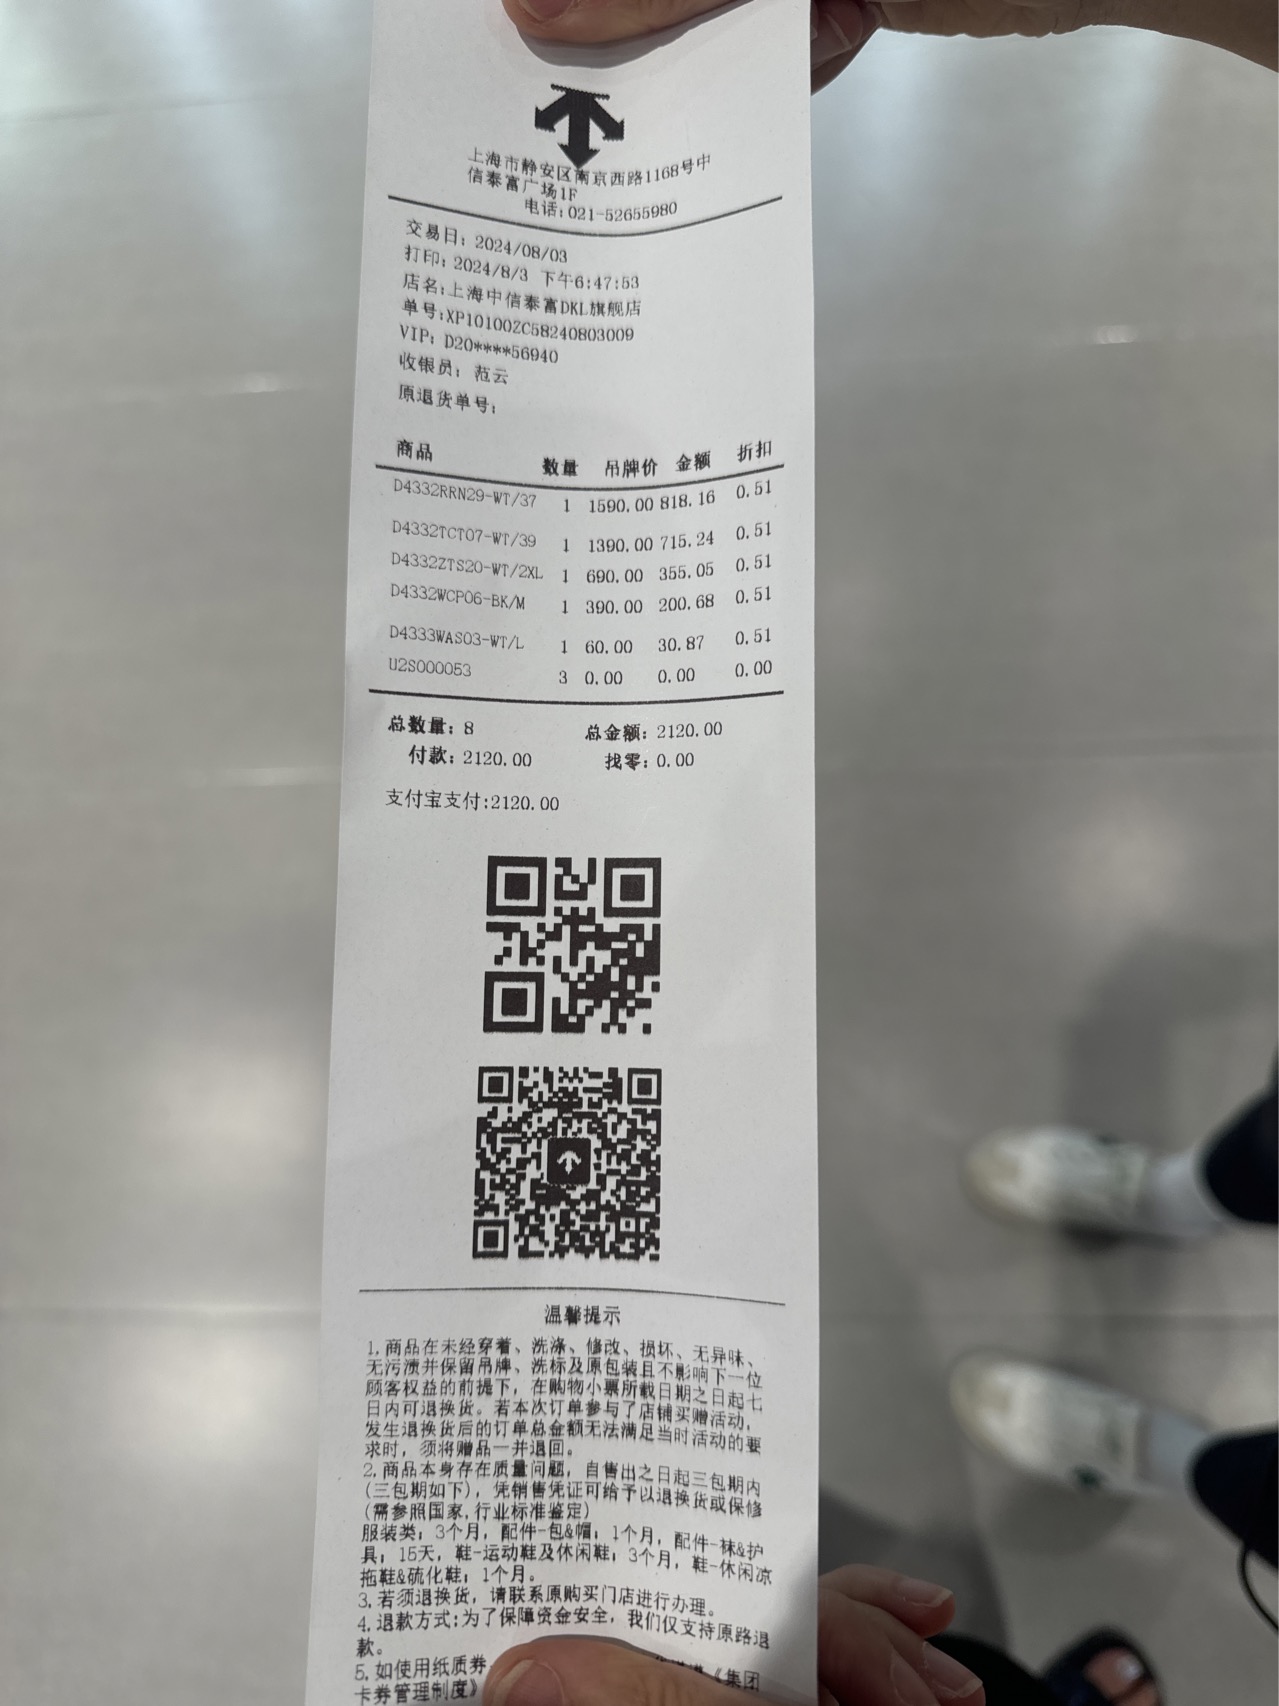 上海市静安区南京西路1168号中
信泰富广场1F
电话:021-52655980
交易日: 2024/08/03
打印: 2024/8/3 下午6:47:53
店名:上海中信泰富DKL旗舰店
单号:XP10100ZC58240803009
VIP: D20****56940
收银员: 范云
原退货单号:
商品 数量 吊牌价 金额 折扣
D4332RRN29-WT/37 1 1590.00 818.16 0.51
D4332TCT07-WT/39 1 1390.00 715.24 0.51
D4332ZTS20-WT/2XL 1 690.00 355.05 0.51
D4332WCP06-BK/M 1 390.00 200.68 0.51
D4333WAS03-WT/L 1 60.00 30.87 0.51
U2S000053 3 0.00 0.00 0.00
总数量: 8 总金额: 2120.00
付款: 2120.00 找零: 0.00
支付宝支付:2120.00
温馨提示
1.商品在未经穿着、洗涤、修改、损坏、无异味、
无污渍并保留吊牌、洗标及原包装且不影响下一位
顾客权益的前提下，在购物小票所载日期之日起七
日内可退换货。若本次订单参与了店铺买赠活动，
发生退换货后的订单总金额无法满足当时活动的要
求时，须将赠品一并退回。
2.商品本身存在质量问题，自售出之日起三包期内
(三包期如下)，凭销售凭证可给予以退换货或保修
(需参照国家,行业标准鉴定)
服装类: 3个月，配件-包&帽: 1个月，配件-袜&护
具: 15天，鞋-运动鞋及休闲鞋: 3个月，鞋-休闲凉
拖鞋&硫化鞋: 1个月。
3.若须退换货，请联系原购买门店进行办理。
4.退款方式:为了保障资金安全，我们仅支持原路退
款。
5.如使用纸质券 《集团
卡券管理制度》